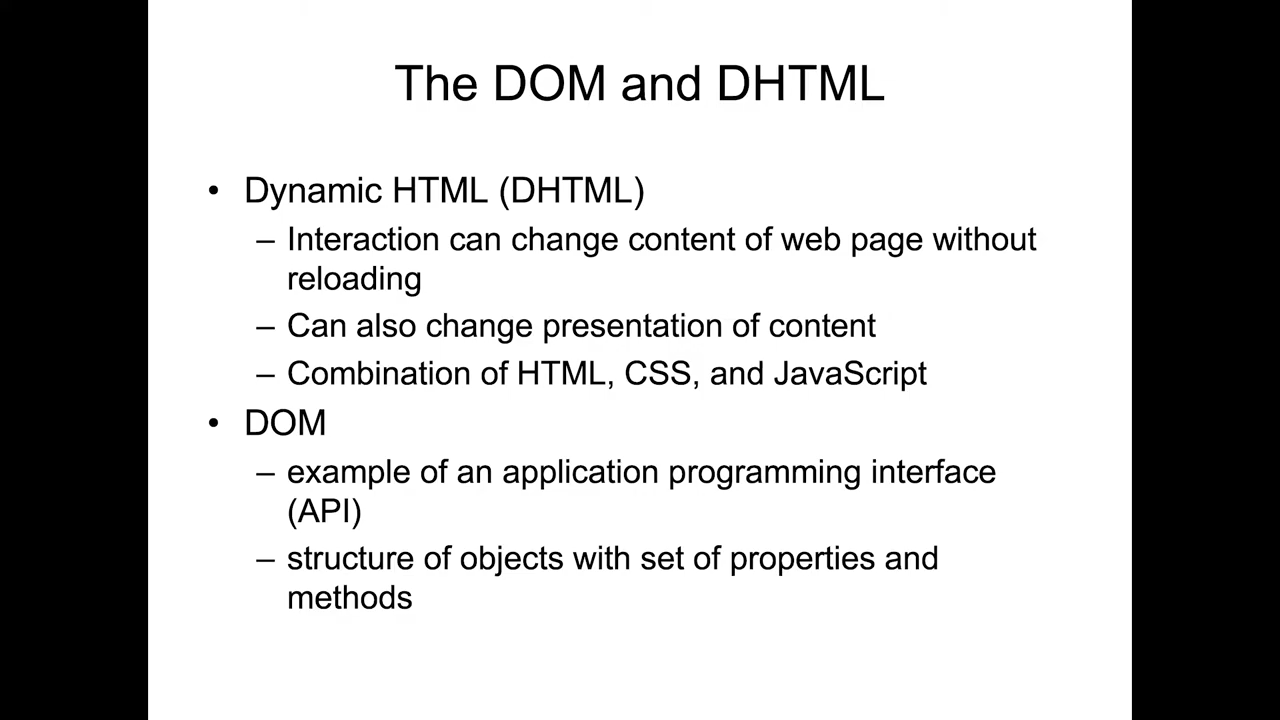 The DOM and DHTML
• Dynamic HTML (DHTML)
– Interaction can change content of web page without
reloading
– Can also change presentation of content
– Combination of HTML, CSS, and JavaScript
• DOM
– example of an application programming interface
(API)
– structure of objects with set of properties and
methods